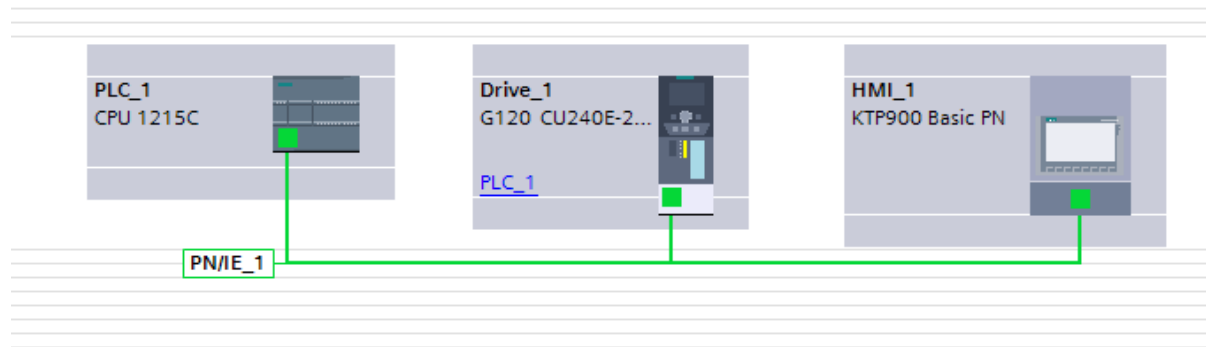 PLC_1
CPU 1215C
Drive_1
G120 CU240E-2...
PLC_1
HMI_1
KTP900 Basic PN
PN/IE_1